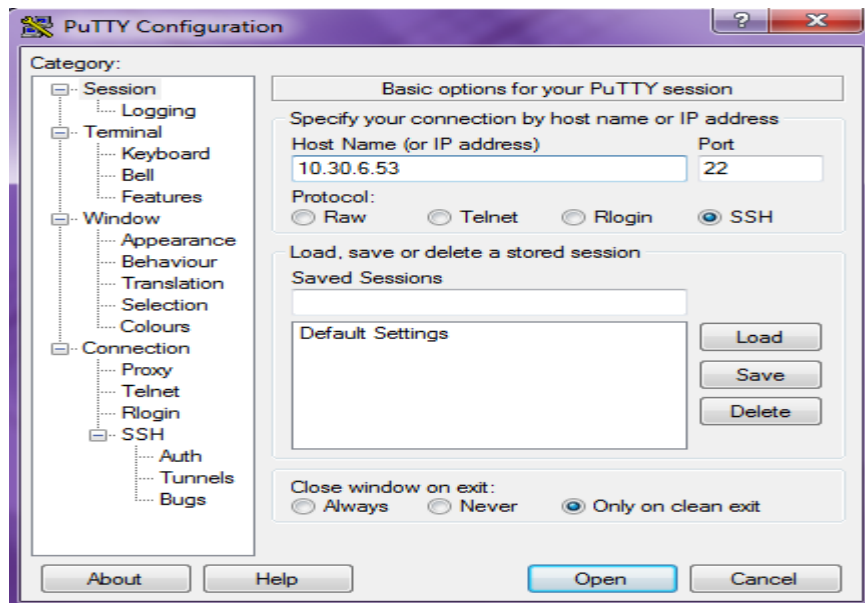 PuTTY Configuration
?
Category:
Session
Logging
Terminal
Keyboard
Bell
Features
Window
Appearance
Behaviour
Translation
Selection
Colours
Connection
Proxy
Telnet
Rlogin
SSH
Auth
Tunnels
Bugs
Basic options for your PuTTY session
Specify your connection by host name or IP address
Host Name (or IP address) Port
10.30.6.53 22
Protocol:
Raw Telnet Rlogin SSH
Load, save or delete a stored session
Saved Sessions
Default Settings
Load
Save
Delete
Close window on exit:
Always Never Only on clean exit
About Help Open Cancel